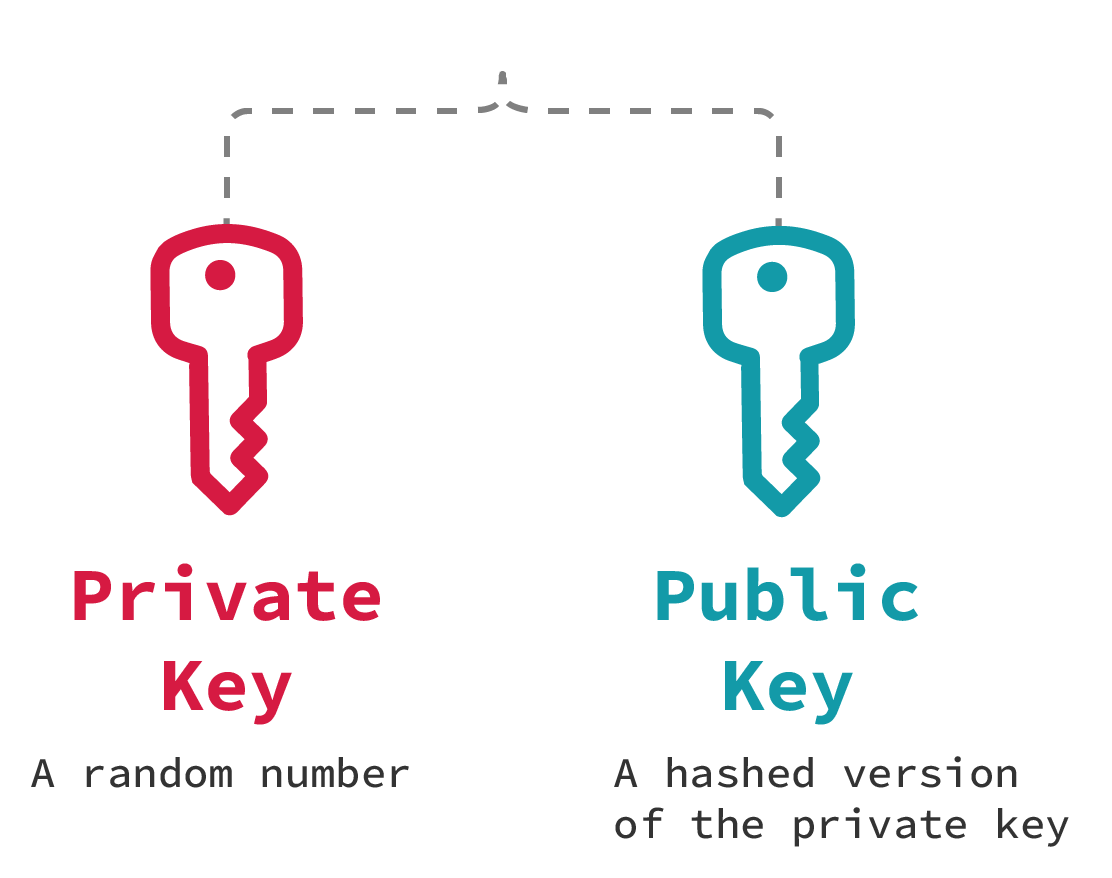 Private
Key
A random number
Public
Key
A hashed version
of the private key